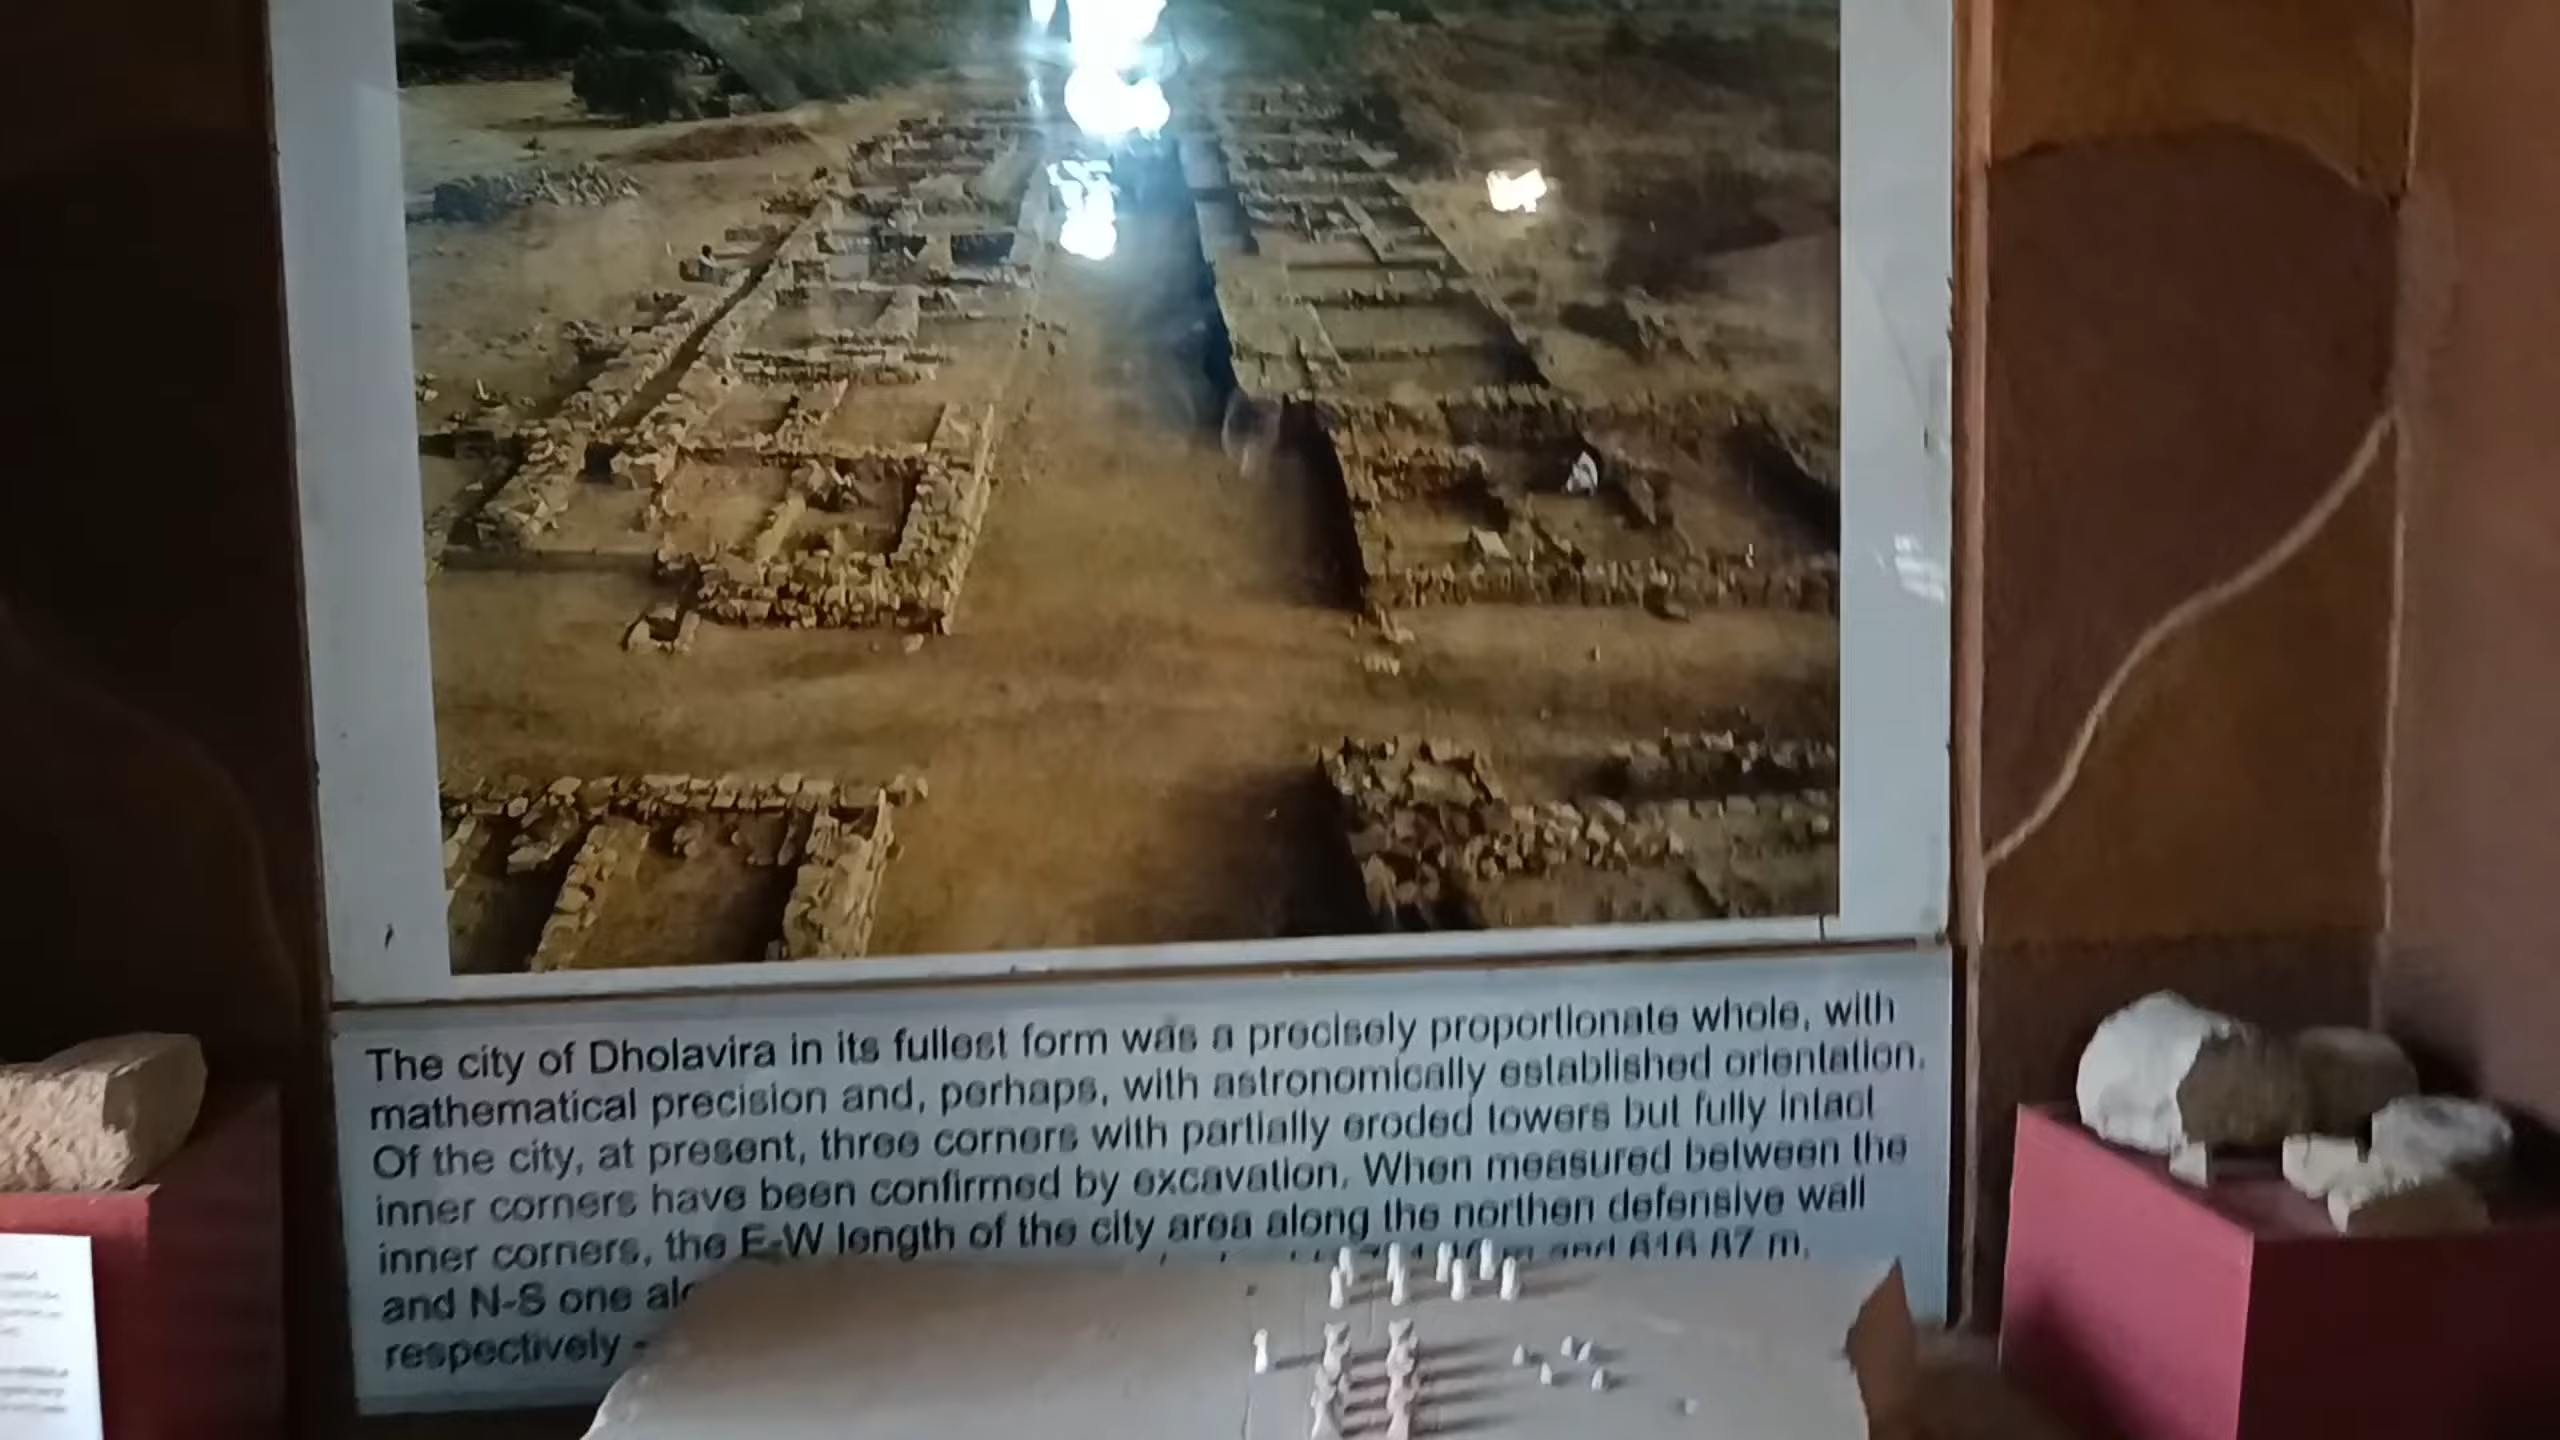 The city of Dholavira in its fullest form was a precisely proportionate whole, with
mathematical precision and, perhaps, with astronomically established orientation.
Of the city, at present, three corners with partially eroded towers but fully intact
inner corners have been confirmed by excavation. When measured between the
inner corners, the E-W length of the city area along the northen defensive wall
and N-S one m and 616.87 m,
respectively -